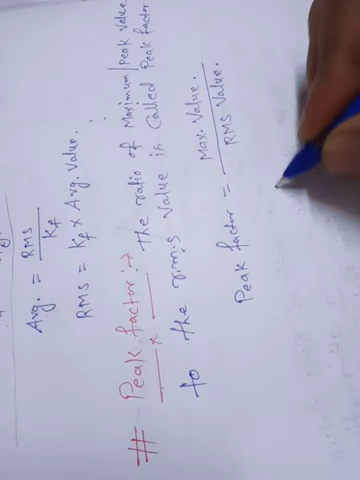 Avg. = RMS / Kf
RMS = Kf × Avg. Value.
# Peak factor :→ the ratio of Maximum/peak value
to the r.m.s value is called Peak factor
Peak factor = Max. Value. / RMS Value.